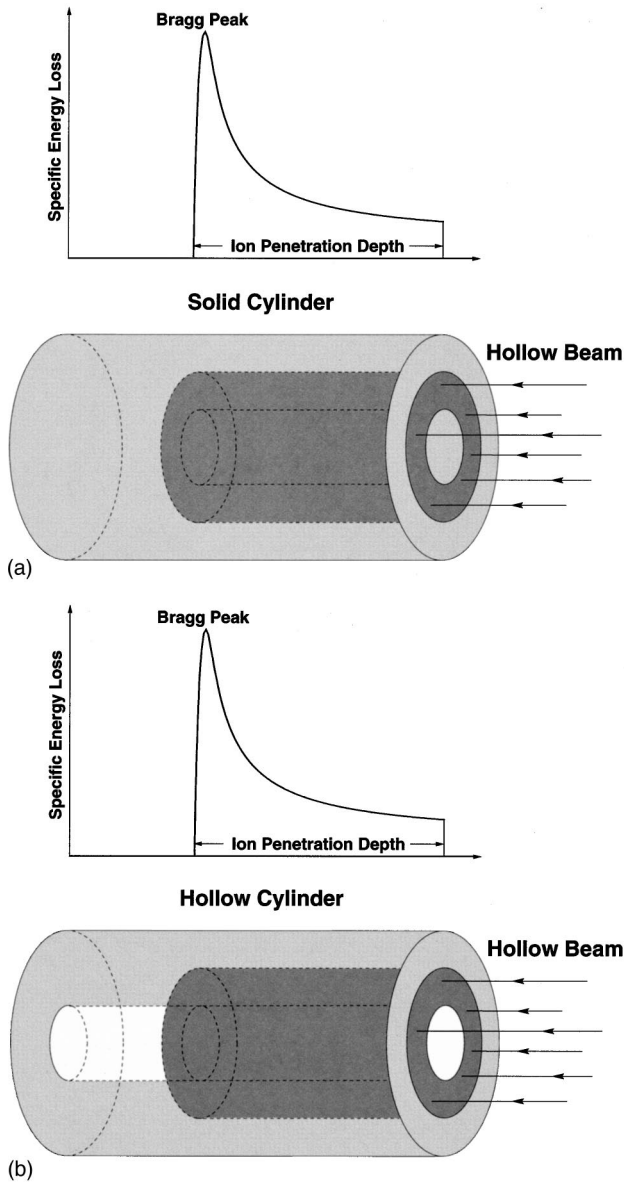 Bragg Peak
Specific Energy Loss
Ion Penetration Depth
Solid Cylinder
Hollow Beam
(a)
Bragg Peak
Specific Energy Loss
Ion Penetration Depth
Hollow Cylinder
Hollow Beam
(b)